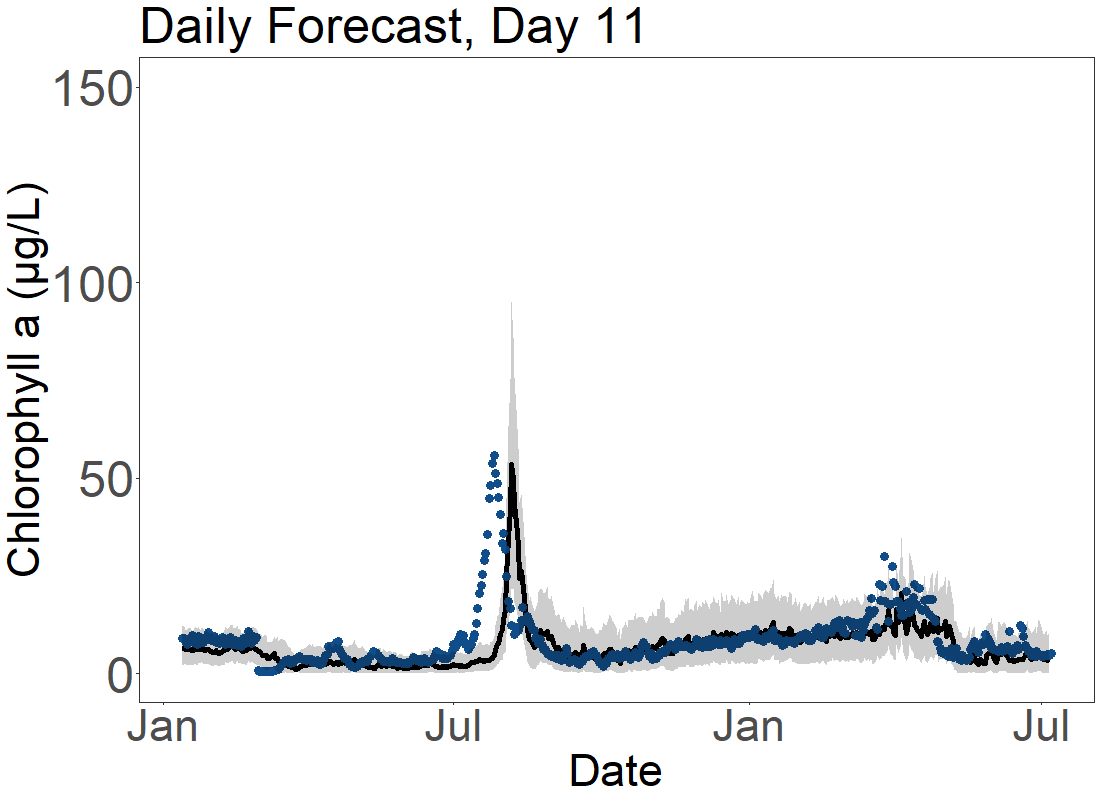 Daily Forecast, Day 11
150
100
50
0
Chlorophyll a (µg/L)
Jan Jul Jan Jul
Date